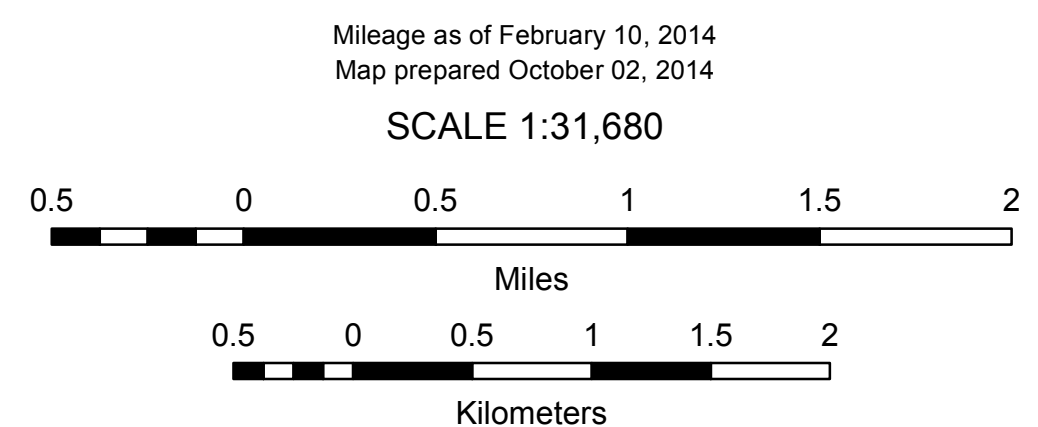 Mileage as of February 10, 2014
Map prepared October 02, 2014
SCALE 1:31,680
0.5 0 0.5 1 1.5 2
Miles
0.5 0 0.5 1 1.5 2
Kilometers